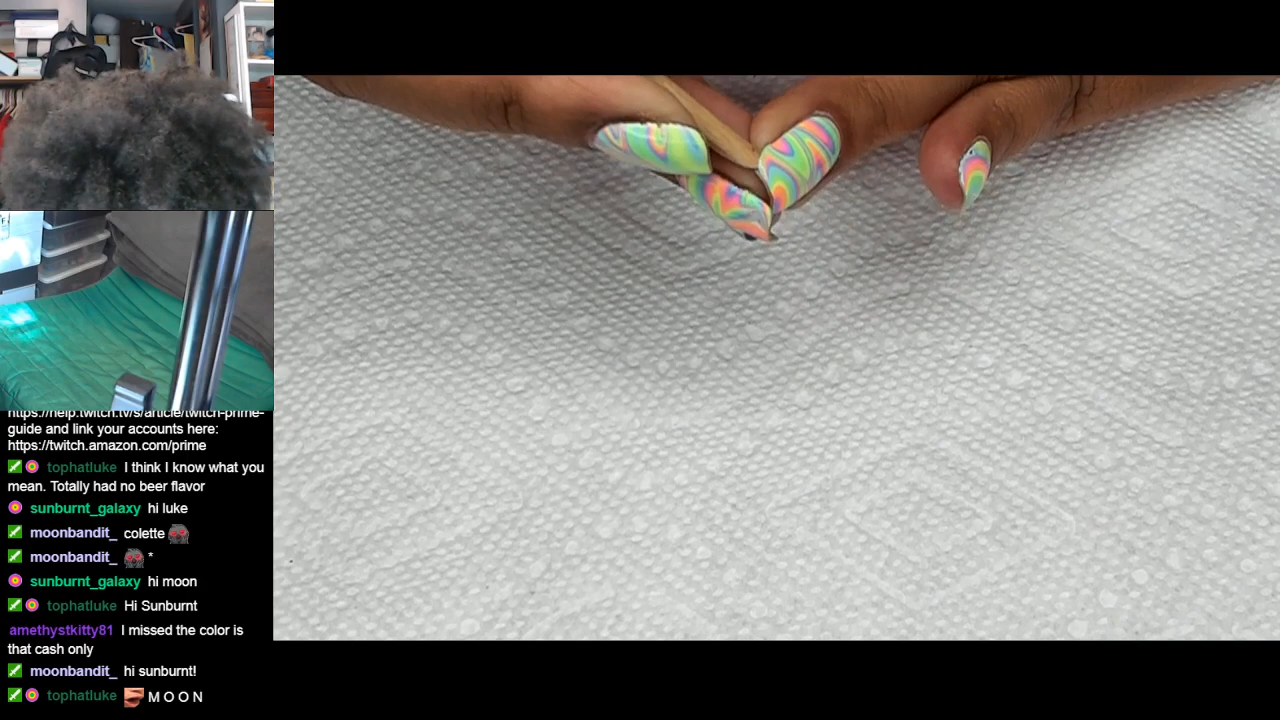 https://help.twitch.tv/s/article/twitch-prime-
guide and link your accounts here:
https://twitch.amazon.com/prime
tophatluke I think I know what you
mean. Totally had no beer flavor
sunburnt_galaxy hi luke
moonbandit_ colette
moonbandit_ *
sunburnt_galaxy hi moon
tophatluke Hi Sunburnt
amethystkitty81 I missed the color is
that cash only
moonbandit_ hi sunburnt!
tophatluke M O O N